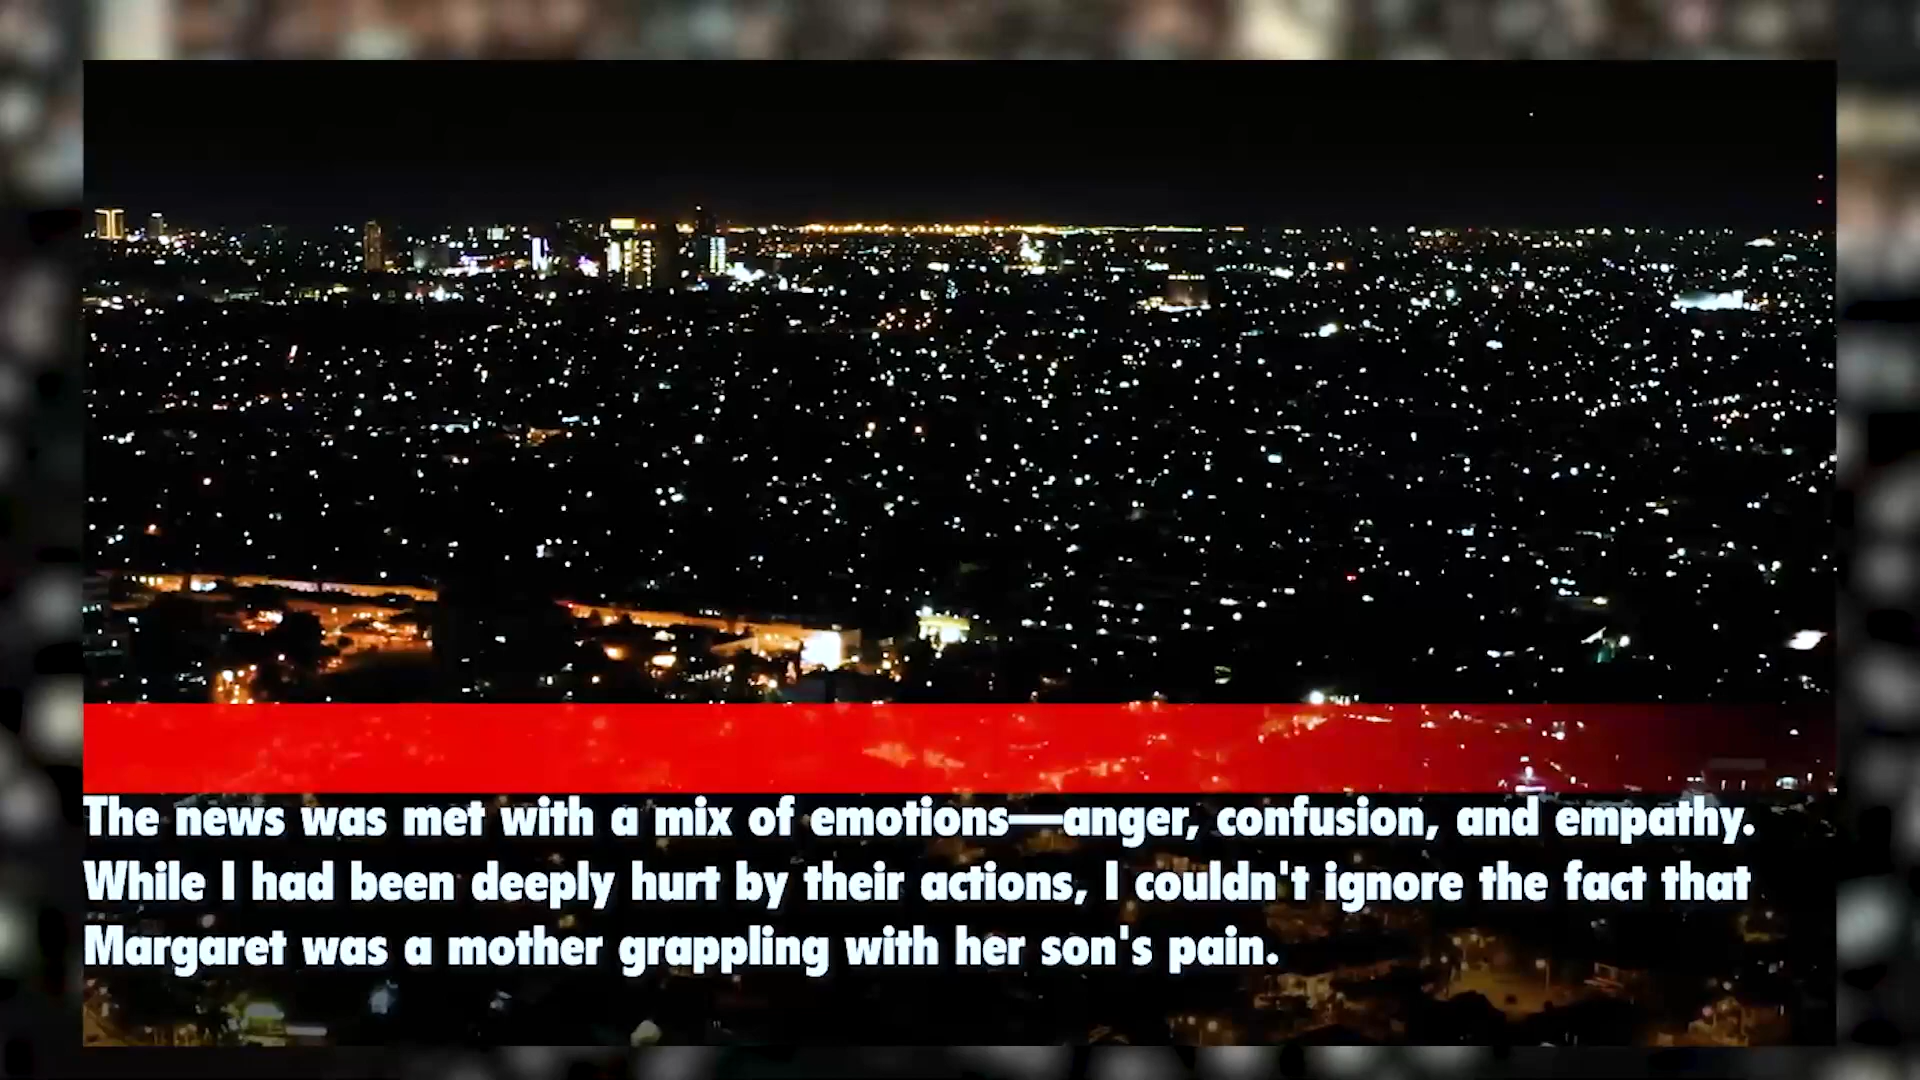 The news was met with a mix of emotions—anger, confusion, and empathy.
While I had been deeply hurt by their actions, I couldn't ignore the fact that
Margaret was a mother grappling with her son's pain.